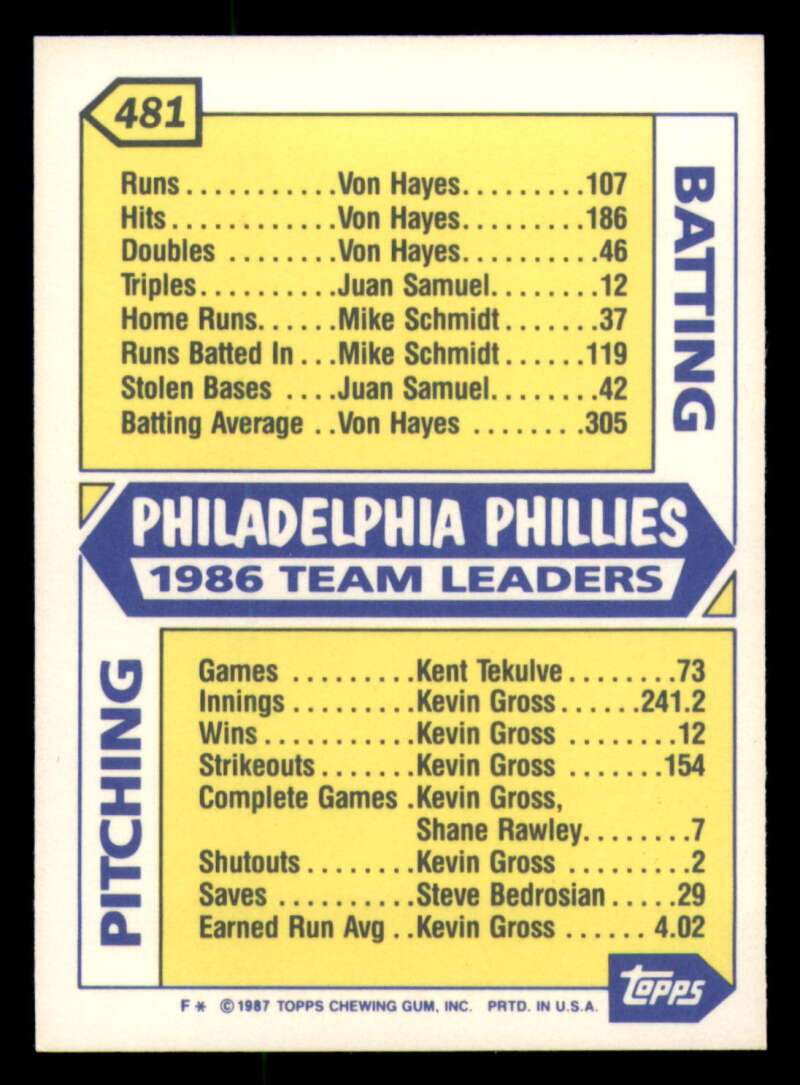 481
BATTING
Runs............Von Hayes..........107
Hits.............Von Hayes..........186
Doubles ........Von Hayes...........46
Triples...........Juan Samuel........12
Home Runs......Mike Schmidt.......37
Runs Batted In...Mike Schmidt......119
Stolen Bases ....Juan Samuel........42
Batting Average ..Von Hayes ........305
PHILADELPHIA PHILLIES
1986 TEAM LEADERS
PITCHING
Games .........Kent Tekulve........73
Innings.........Kevin Gross......241.2
Wins...........Kevin Gross ........12
Strikeouts.......Kevin Gross .......154
Complete Games .Kevin Gross,
Shane Rawley........7
Shutouts........Kevin Gross .........2
Saves ..........Steve Bedrosian.....29
Earned Run Avg ..Kevin Gross ...... 4.02
topps
F* ©1987 TOPPS CHEWING GUM, INC. PRTD. IN U.S.A.